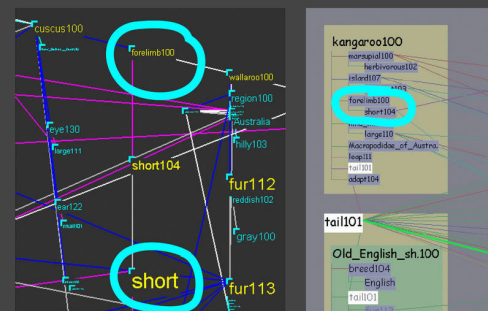 cuscus100
forelimb100
wallaroo100
region100
Australia
eye130
hilly103
large111
short104
fur112
reddish102
ear122
gray100
short
fur113
kangaroo100
marsupial100
herbivorous102
island107
forelimb100
short104
large110
Macropodidae_of_Austra.
leap111
tail101
adapt104
tail101
Old_English_sh.100
breed104
English
tail101